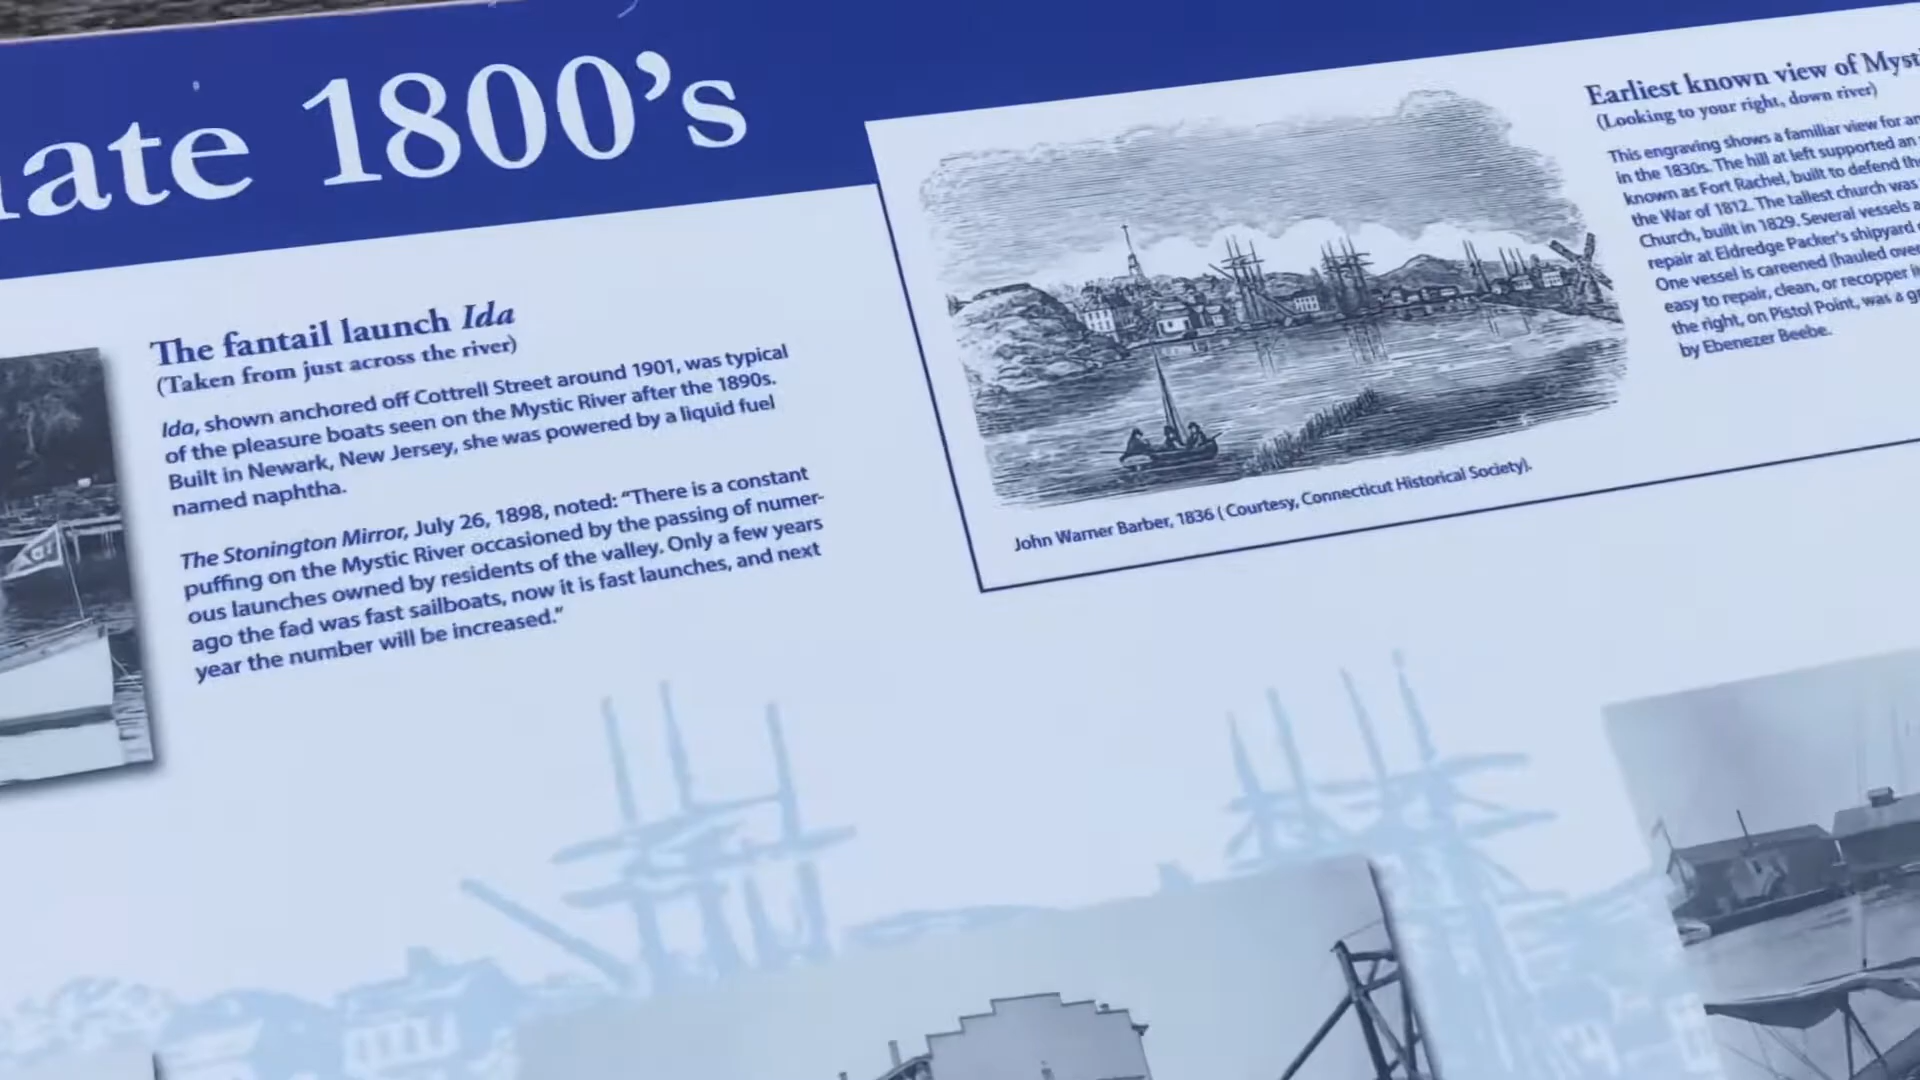 late 1800's
The fantail launch Ida
(Taken from just across the river)
Ida, shown anchored off Cottrell Street around 1901, was typical
of the pleasure boats seen on the Mystic River after the 1890s.
Built in Newark, New Jersey, she was powered by a liquid fuel
named naphtha.
The Stonington Mirror, July 26, 1898, noted: “There is a constant
puffing on the Mystic River occasioned by the passing of numer-
ous launches owned by residents of the valley. Only a few years
ago the fad was fast sailboats, now it is fast launches, and next
year the number will be increased.”
John Warner Barber, 1836 ( Courtesy, Connecticut Historical Society).
Earliest known view of Myst
(Looking to your right, down river)
This engraving shows a familiar view for
in the 1830s. The hill at left supported an
known as Fort Rachel, built to defend
the War of 1812. The tallest church was
Church, built in 1829. Several vessels
repair at Eldredge Packer's shipyard
One vessel is careened (hauled over
easy to repair, clean, or recopper
the right, on Pistol Point, was a
by Ebenezer Beebe.